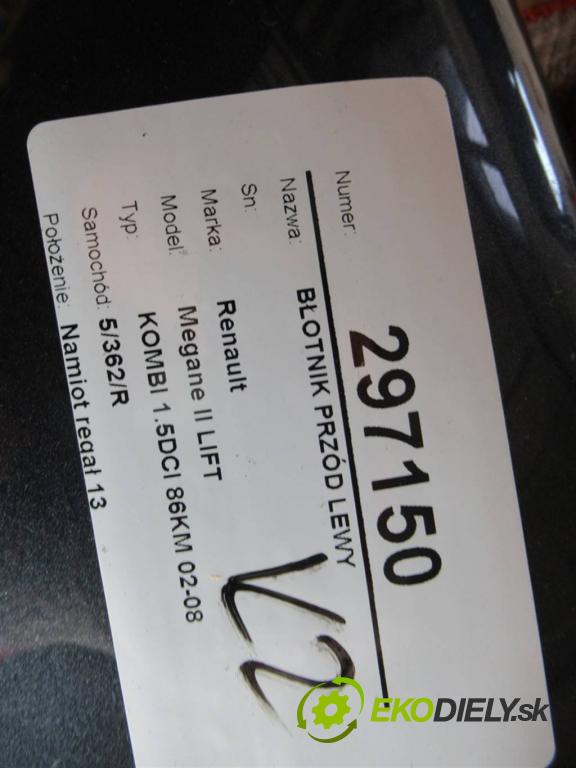 Numer: 297150
Nazwa: BŁOTNIK PRZÓD LEWY
Sn:
Marka: Renault
Model: Megane II LIFT
Typ: KOMBI 1.5DCI 86KM 02-08
Samochód: 5/362/R
Położenie: Namiot regał 13
V2
EKODIELY.sk